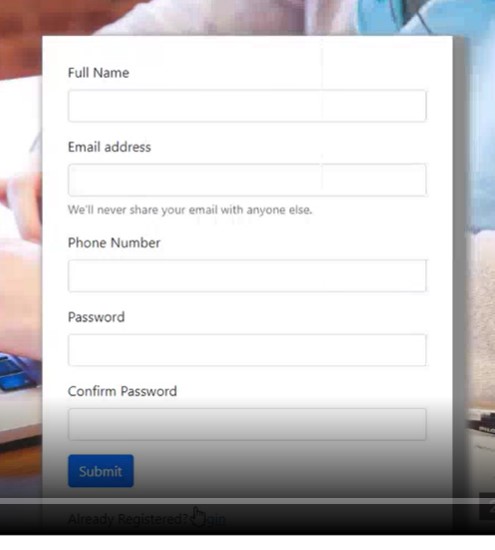 Full Name
Email address
We'll never share your email with anyone else.
Phone Number
Password
Confirm Password
Submit
Already Registered? Login